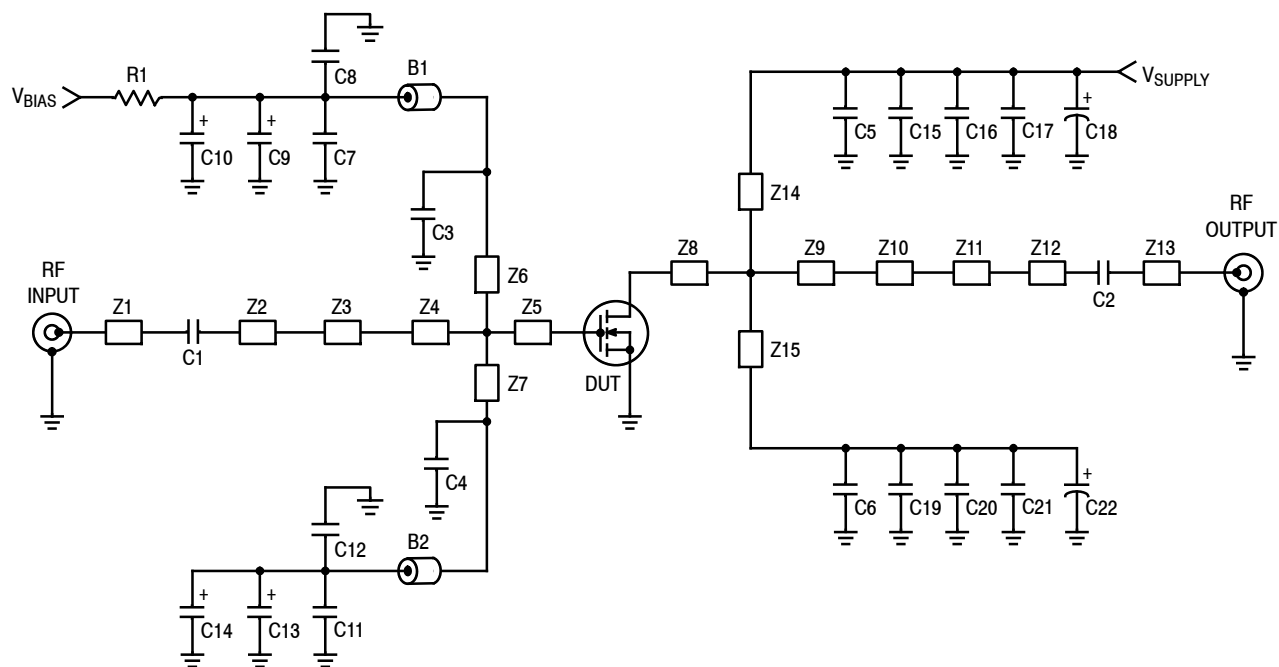 C8
B1
R1
V BIAS
+
C10
+
C9
C7
V SUPPLY
+
C5
C15
C16
C17
C18
Z14
C3
Z6
RF
INPUT
Z1
C1
Z2
Z3
Z4
Z5
DUT
Z8
Z9
Z10
Z11
Z12
C2
Z13
RF
OUTPUT
Z7
Z15
C4
C12
B2
+
C14
+
C13
C11
+
C6
C19
C20
C21
C22